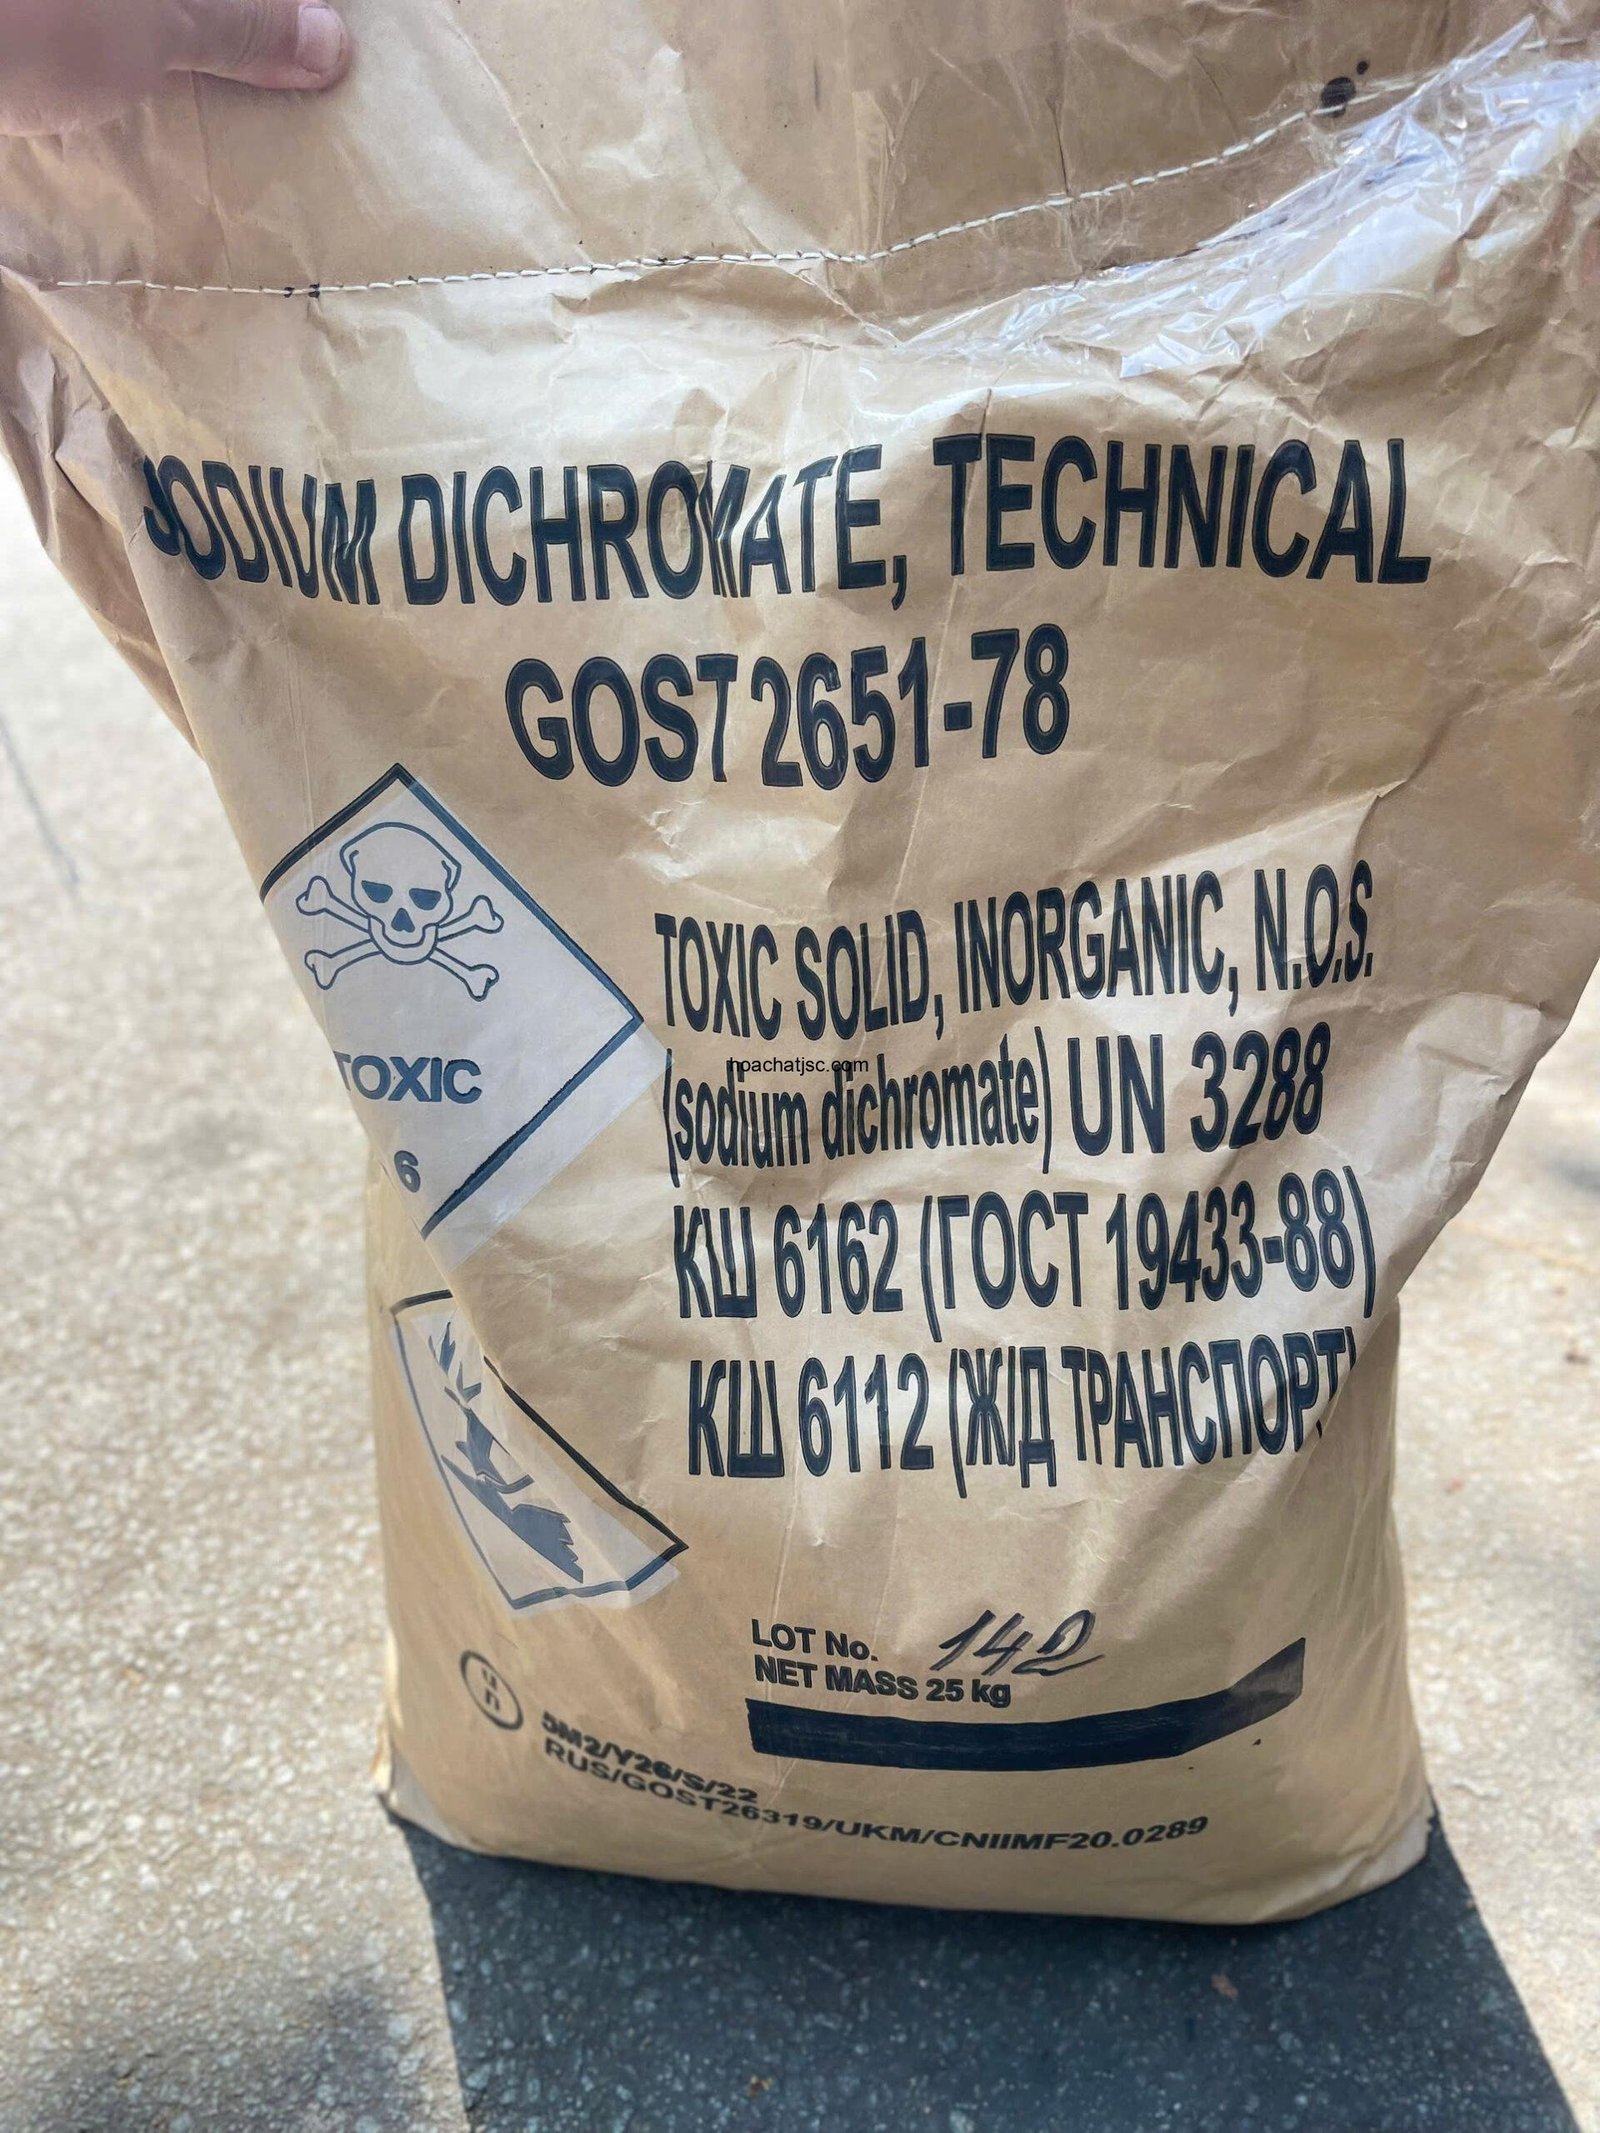 SODIUM DICHROMATE, TECHNICAL
GOST 2651-78
TOXIC
6
TOXIC SOLID, INORGANIC, N.O.S.
hoachatjsc.com
(sodium dichromate) UN 3288
КШ 6162 (ГОСТ 19433-88)
КШ 6112 (Ж/Д ТРАНСПОРТ)
LOT No. 142
NET MASS 25 kg
un
5M2/Y26/S/22
RUS/GOST26319/UKM/CNIIMF20.0289